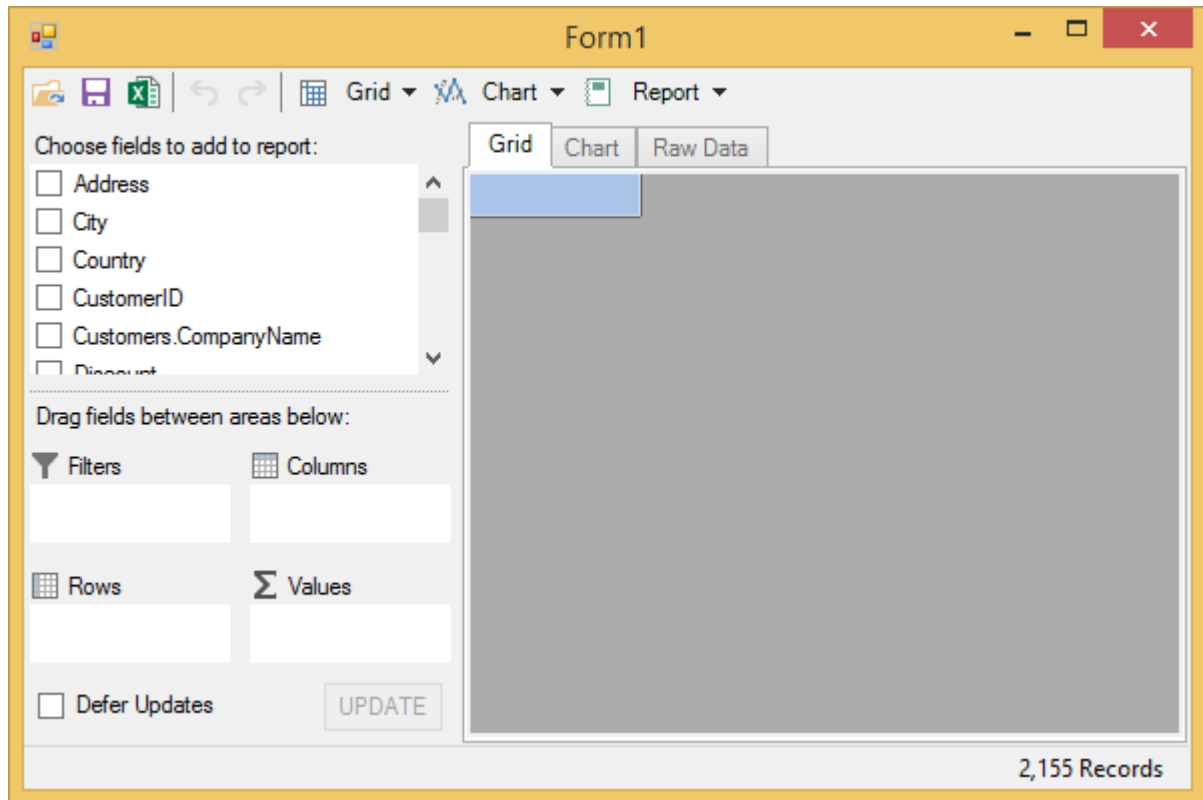 Form1
Grid Chart Report
Choose fields to add to report:
Address
City
Country
CustomerID
Customers.CompanyName
Discount
Grid Chart Raw Data
Drag fields between areas below:
Filters Columns
Rows Values
Defer Updates UPDATE
2,155 Records